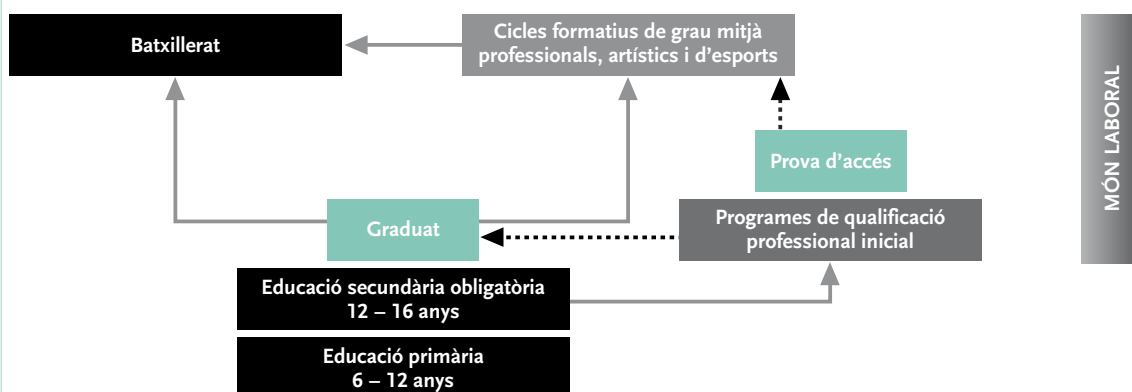 Batxillerat
Cicles formatius de grau mitjà
professionals, artístics i d'esports
MÓN LABORAL
Prova d'accés
Graduat
Programes de qualificació
professional inicial
Educació secundària obligatòria
12 – 16 anys
Educació primària
6 – 12 anys